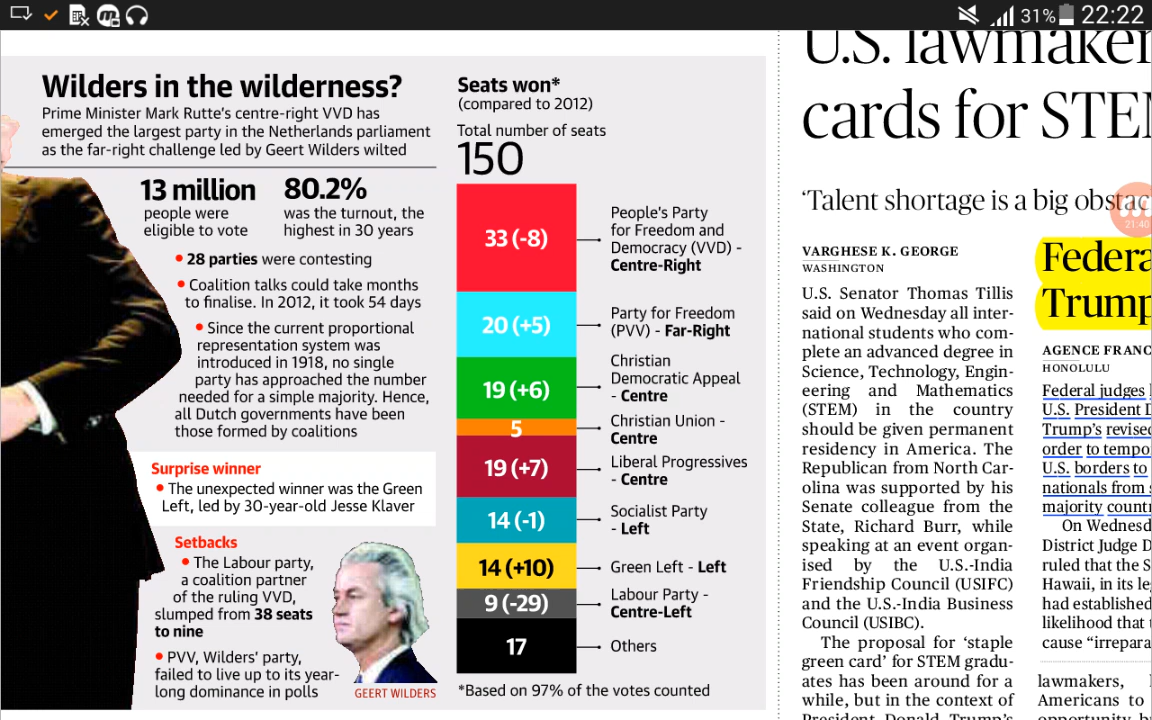 31% 22:22
Wilders in the wilderness?
Prime Minister Mark Rutte's centre-right VVD has
emerged the largest party in the Netherlands parliament
as the far-right challenge led by Geert Wilders wilted
13 million
people were
eligible to vote
80.2%
was the turnout, the
highest in 30 years
• 28 parties were contesting
• Coalition talks could take months
to finalise. In 2012, it took 54 days
• Since the current proportional
representation system was
introduced in 1918, no single
party has approached the number
needed for a simple majority. Hence,
all Dutch governments have been
those formed by coalitions
Surprise winner
• The unexpected winner was the Green
Left, led by 30-year-old Jesse Klaver
Setbacks
• The Labour party,
a coalition partner
of the ruling VVD,
slumped from 38 seats
to nine
• PVV, Wilders' party,
failed to live up to its year-
long dominance in polls
GEERT WILDERS
Seats won*
(compared to 2012)
Total number of seats
150
33 (-8)
People's Party
for Freedom and
Democracy (VVD) -
Centre-Right
20 (+5)
Party for Freedom
(PVV) - Far-Right
19 (+6)
Christian
Democratic Appeal
- Centre
5
Christian Union -
Centre
19 (+7)
Liberal Progressives
- Centre
14 (-1)
Socialist Party
- Left
14 (+10)
Green Left - Left
9 (-29)
Labour Party -
Centre-Left
17
Others
*Based on 97% of the votes counted
U.S. lawmaker
cards for STE
'Talent shortage is a big
21:40
VARGHESE K. GEORGE
WASHINGTON
U.S. Senator Thomas Tillis
said on Wednesday all inter-
national students who com-
plete an advanced degree in
Science, Technology, Engin-
eering and Mathematics
(STEM) in the country
should be given permanent
residency in America. The
Republican from North Car-
olina was supported by his
Senate colleague from the
State, Richard Burr, while
speaking at an event organ-
ised by the U.S.-India
Friendship Council (USIFC)
and the U.S.-India Business
Council (USIBC).
The proposal for 'staple
green card' for STEM gradu-
ates has been around for a
while, but in the context of
President Donald Trump's
Federa
Trump
AGENCE FRANC
HONOLULU
Federal judges
U.S. President
Trump's revised
order to tempo
U.S. borders to
nationals from
majority count
On Wednesd
District Judge D
ruled that the S
Hawaii, in its le
had established
likelihood that
cause "irrepara
lawmakers,
Americans to
opportunity